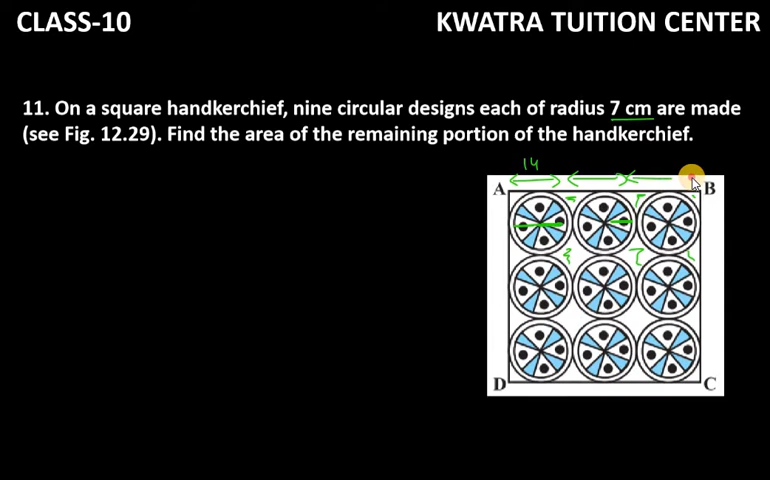 CLASS-10 KWATRA TUITION CENTER
11. On a square handkerchief, nine circular designs each of radius 7 cm are made
(see Fig. 12.29). Find the area of the remaining portion of the handkerchief.
14
A B
D C